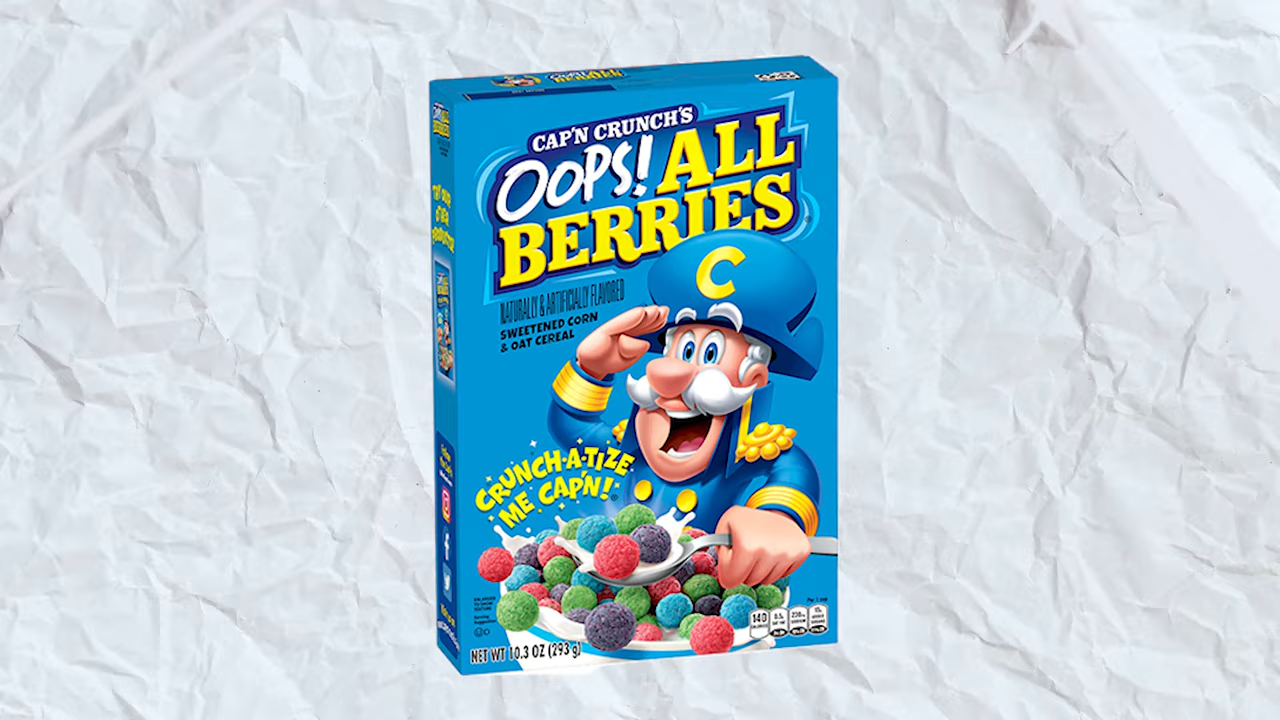 CAP'N CRUNCH'S
OOPS! ALL
BERRIES
C
NATURALLY & ARTIFICIALLY FLAVORED
SWEETENED CORN
& OAT CEREAL
CRUNCH-A-TIZE
ME CAP'N!
140
NET WT 10.3 OZ (293 g)